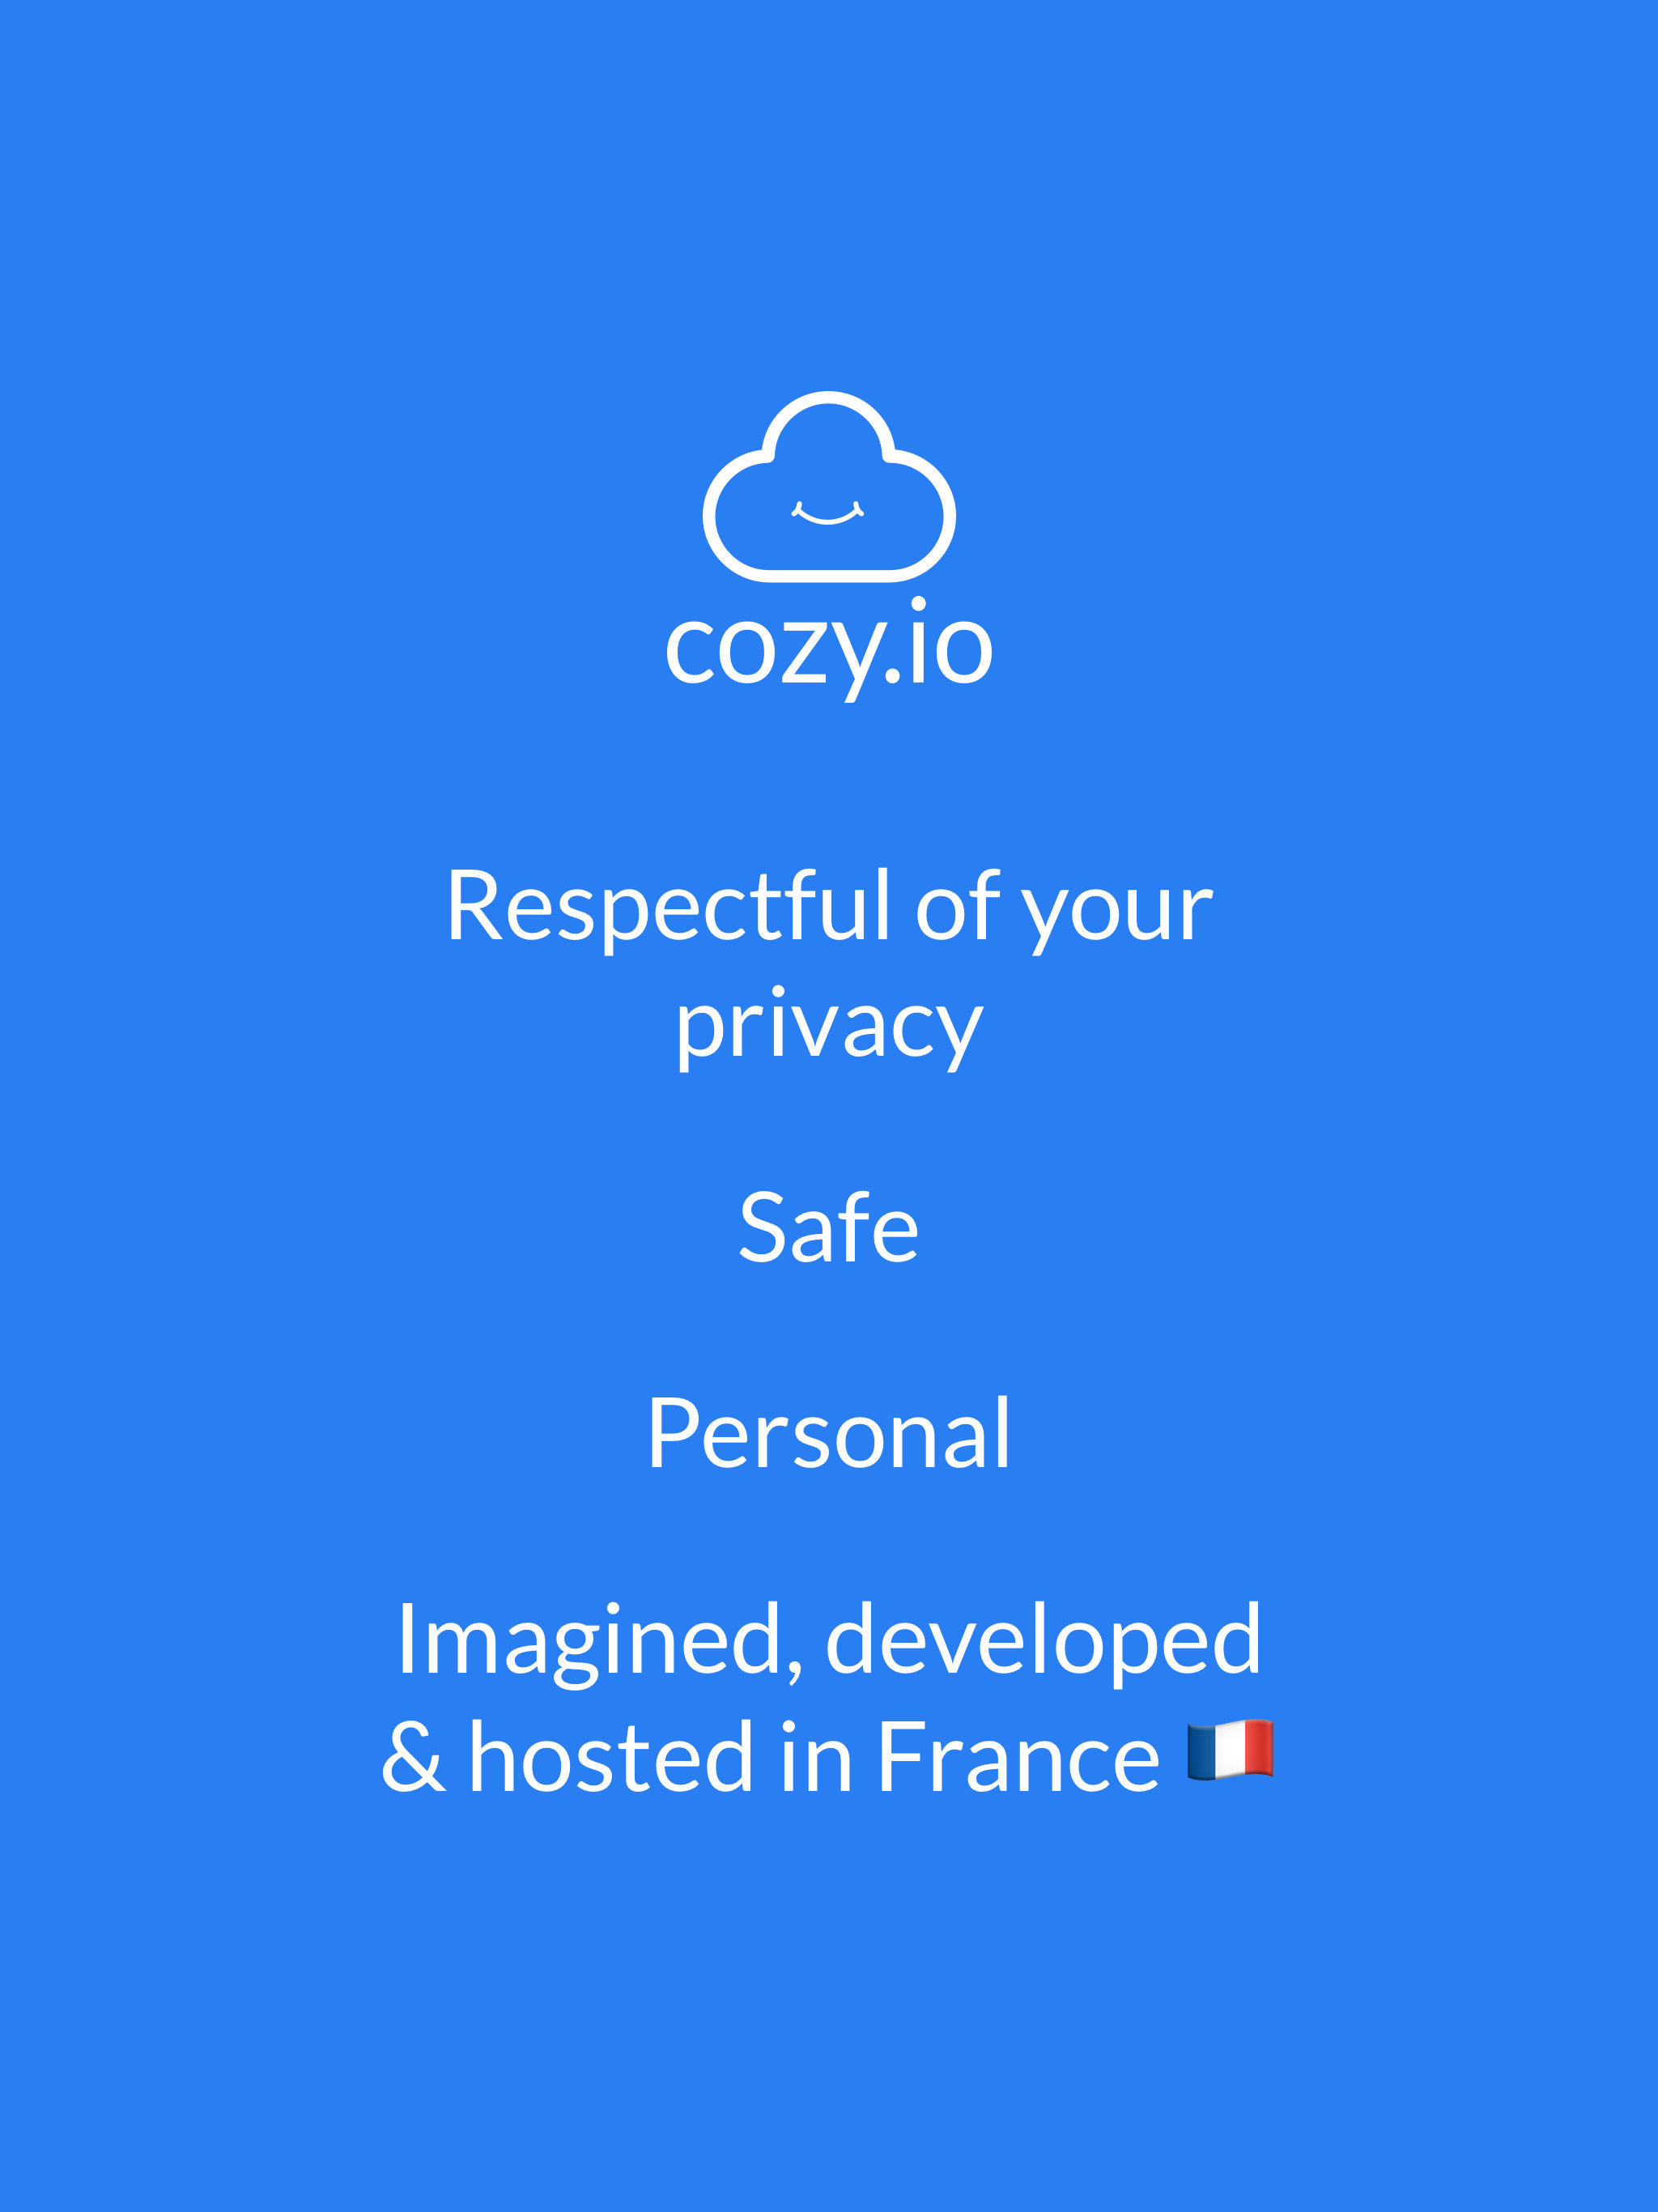 cozy.io
Respectful of your
privacy
Safe
Personal
Imagined, developed
& hosted in France 🇫🇷